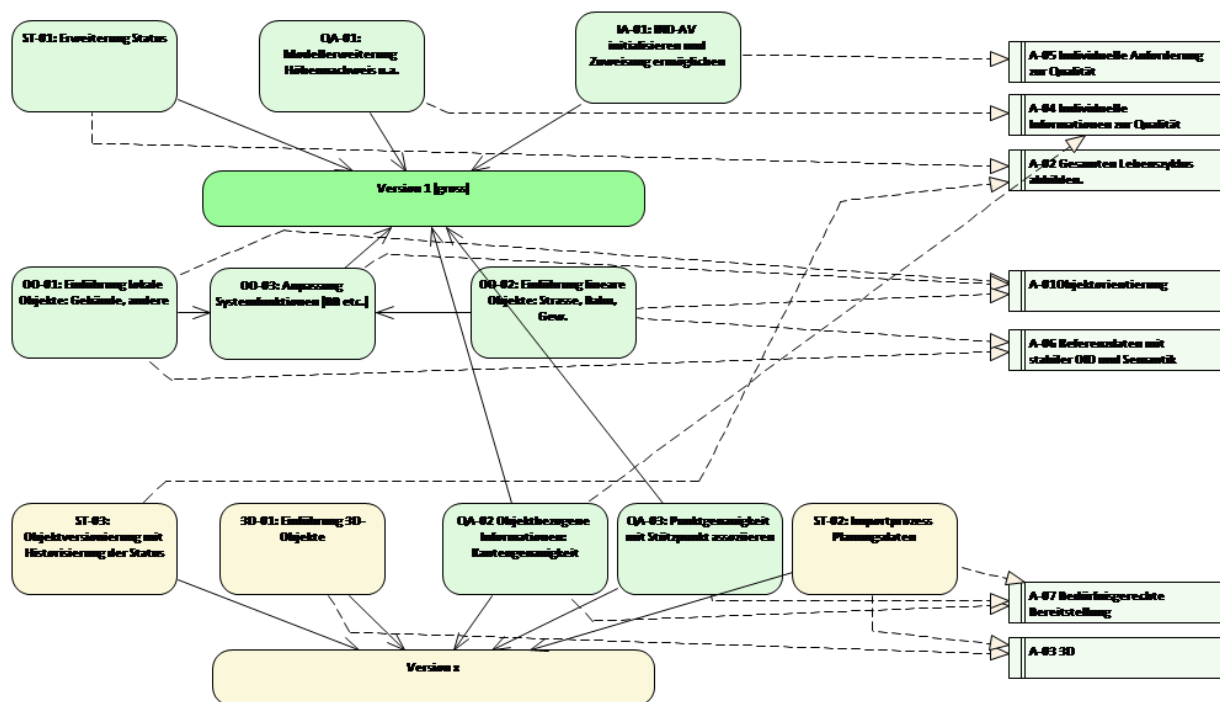 ST-01: Erweiterung Status
QA-01:
Modellerweiterung
Höhennachweis u.a.
IA-01: IND-AV
initialisieren und
Zuweisung ermöglichen
A-05 Individuelle Anforderung
zur Qualität
A-04 Individuelle
Informationen zur Qualität
A-02 Gesamten Lebenszyklus
abbilden.
Version 1 [gross]
OO-01: Einführung lokale
Objekte: Gebäude, andere
OO-03: Anpassung
Systemfunktionen [BB etc.]
OO-02: Einführung lineare
Objekte: Strasse, Bahn,
Gew.
A-01Objektorientierung
A-06 Referenzdaten mit
stabiler OID und Semantik
ST-03:
Objektversionierung mit
Historisierung der Status
3D-01: Einführung 3D-
Objekte
QA-02 Objektbezogene
Informationen:
Kantengenauigkeit
QA-03: Punktgenauigkeit
mit Stützpunkt assoziieren
ST-02: Importprozess
Planungsdaten
A-07 Bedürfnisgerechte
Bereitstellung
A-03 3D
Version x